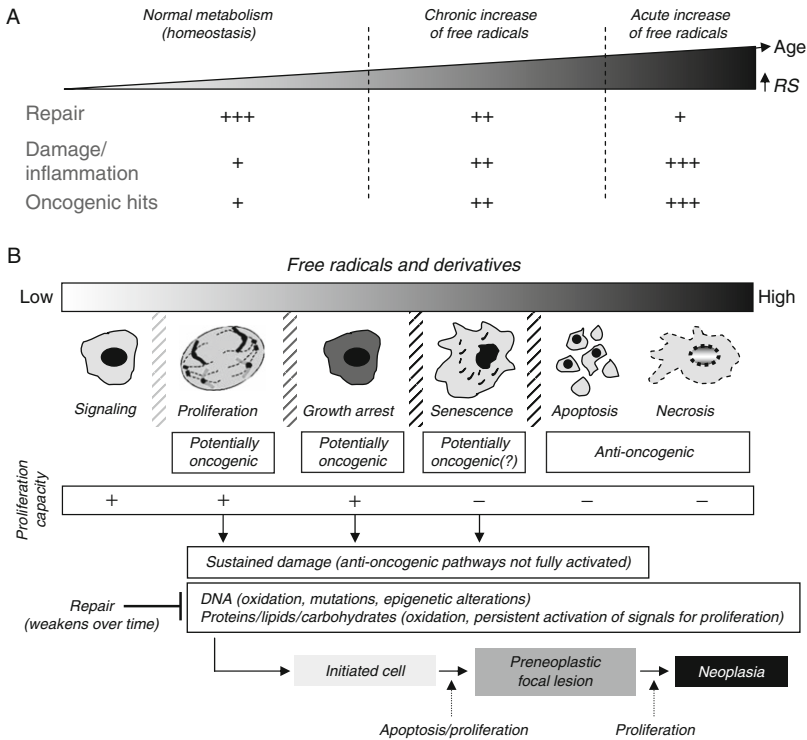 A
Normal metabolism
(homeostasis)
Chronic increase
of free radicals
Acute increase
of free radicals
Age
RS
Repair
+++
++
+
Damage/
inflammation
+
++
+++
Oncogenic hits
+
++
+++
B
Free radicals and derivatives
Low
High
Signaling
Proliferation
Growth arrest
Senescence
Apoptosis
Necrosis
Potentially
oncogenic
Potentially
oncogenic
Potentially
oncogenic(?)
Anti-oncogenic
Proliferation
capacity
+
+
+
–
–
–
Sustained damage (anti-oncogenic pathways not fully activated)
Repair
(weakens over time)
DNA (oxidation, mutations, epigenetic alterations)
Proteins/lipids/carbohydrates (oxidation, persistent activation of signals for proliferation)
Initiated cell
Preneoplastic
focal lesion
Neoplasia
Apoptosis/proliferation
Proliferation